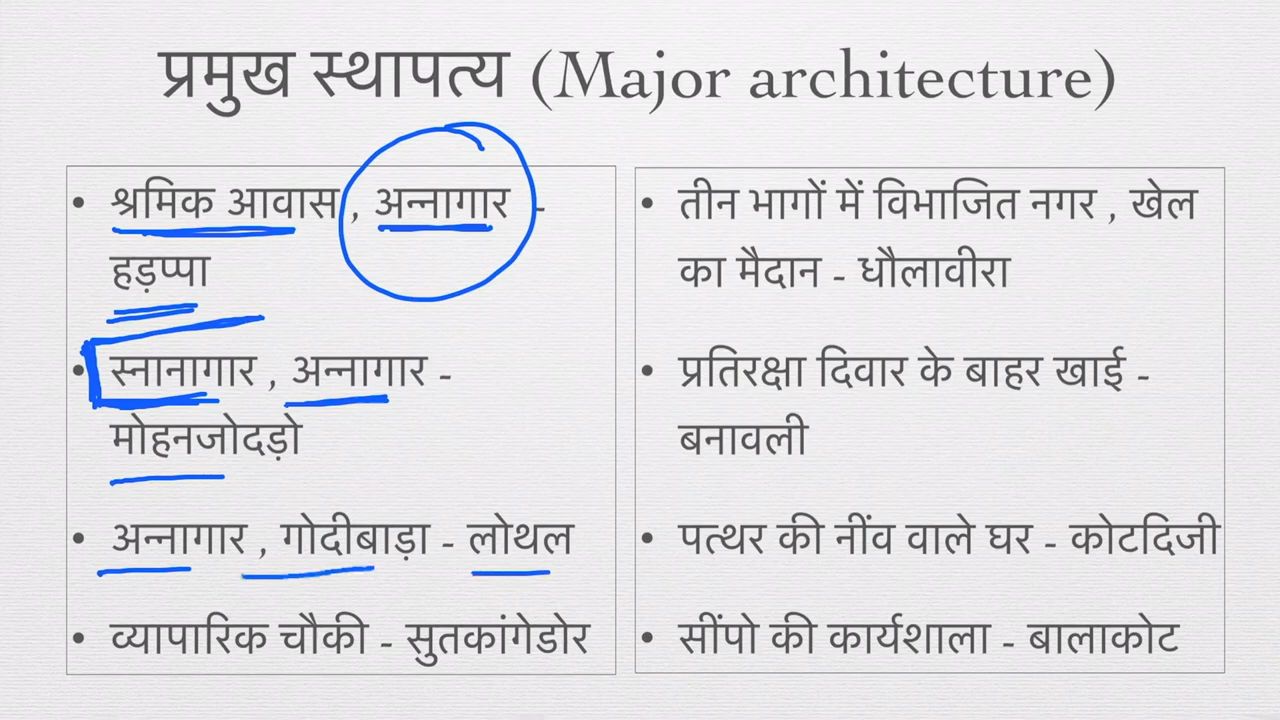 प्रमुख स्थापत्य (Major architecture)
• श्रमिक आवास , अन्नागार -
हड़प्पा
• स्नानागार , अन्नागार -
मोहनजोदड़ो
• अन्नागार , गोदीबाड़ा - लोथल
• व्यापारिक चौकी - सुतकांगेडोर
• तीन भागों में विभाजित नगर , खेल
का मैदान - धौलावीरा
• प्रतिरक्षा दिवार के बाहर खाई -
बनावली
• पत्थर की नींव वाले घर - कोटदिजी
• सींपो की कार्यशाला - बालाकोट